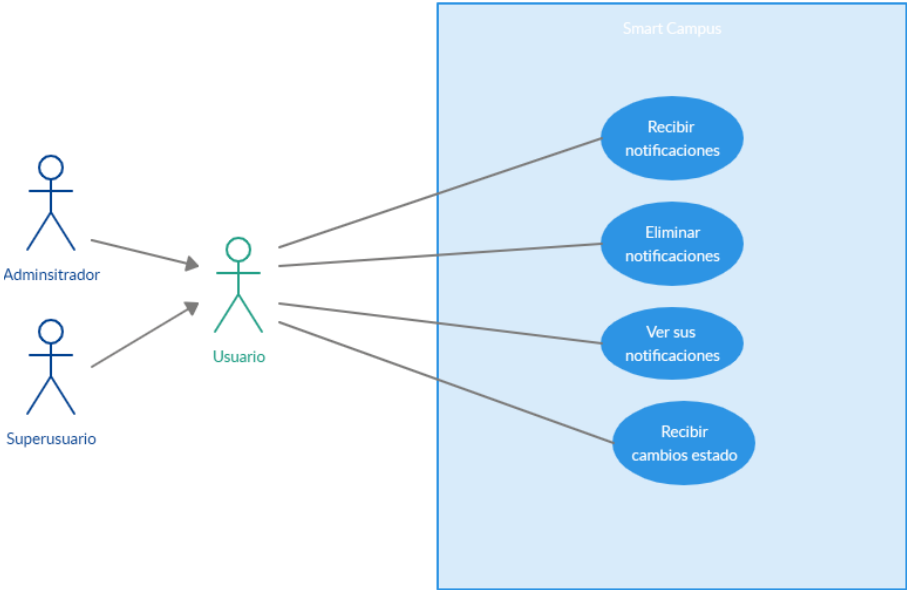 Smart Campus
Recibir
notificaciones
Eliminar
notificaciones
Adminsitrador
Ver sus
notificaciones
Usuario
Superusuario
Recibir
cambios estado